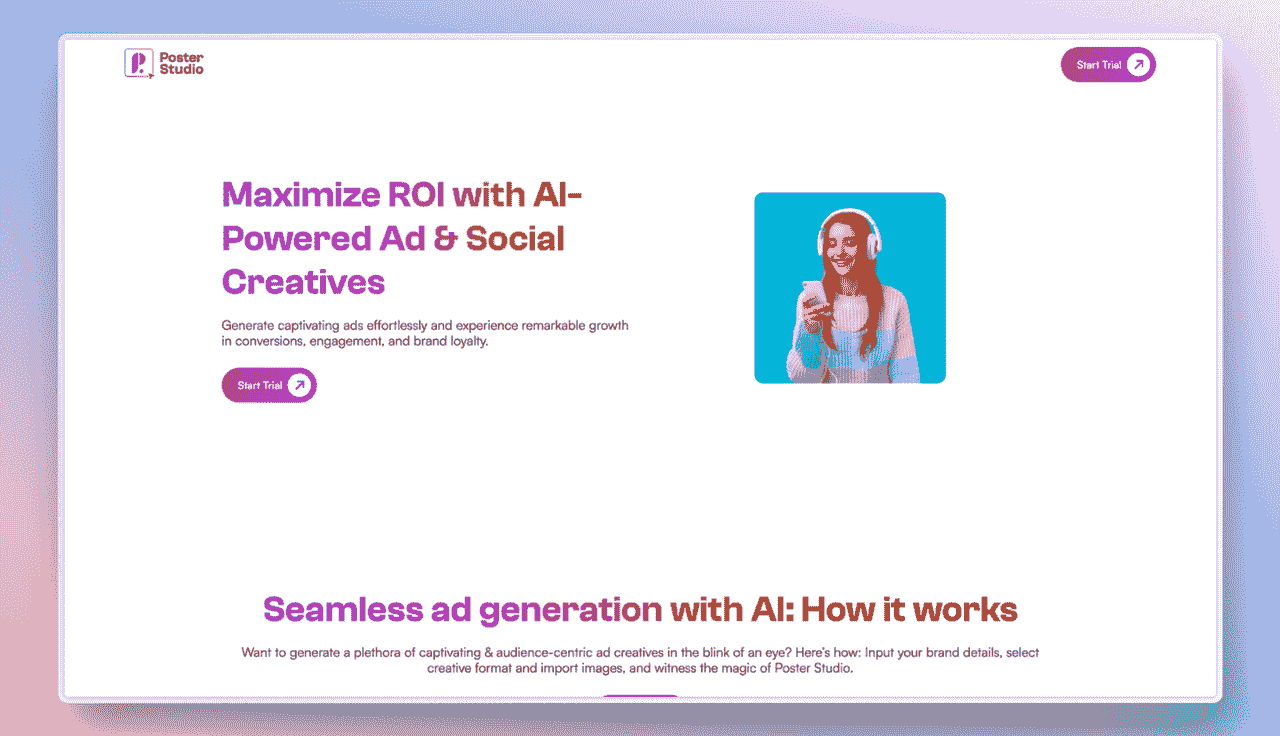 Poster
Studio
Start Trial
Maximize ROI with AI-
Powered Ad & Social
Creatives
Generate captivating ads effortlessly and experience remarkable growth
in conversions, engagement, and brand loyalty.
Start Trial
Seamless ad generation with AI: How it works
Want to generate a plethora of captivating & audience-centric ad creatives in the blink of an eye? Here's how: Input your brand details, select
creative format and import images, and witness the magic of Poster Studio.